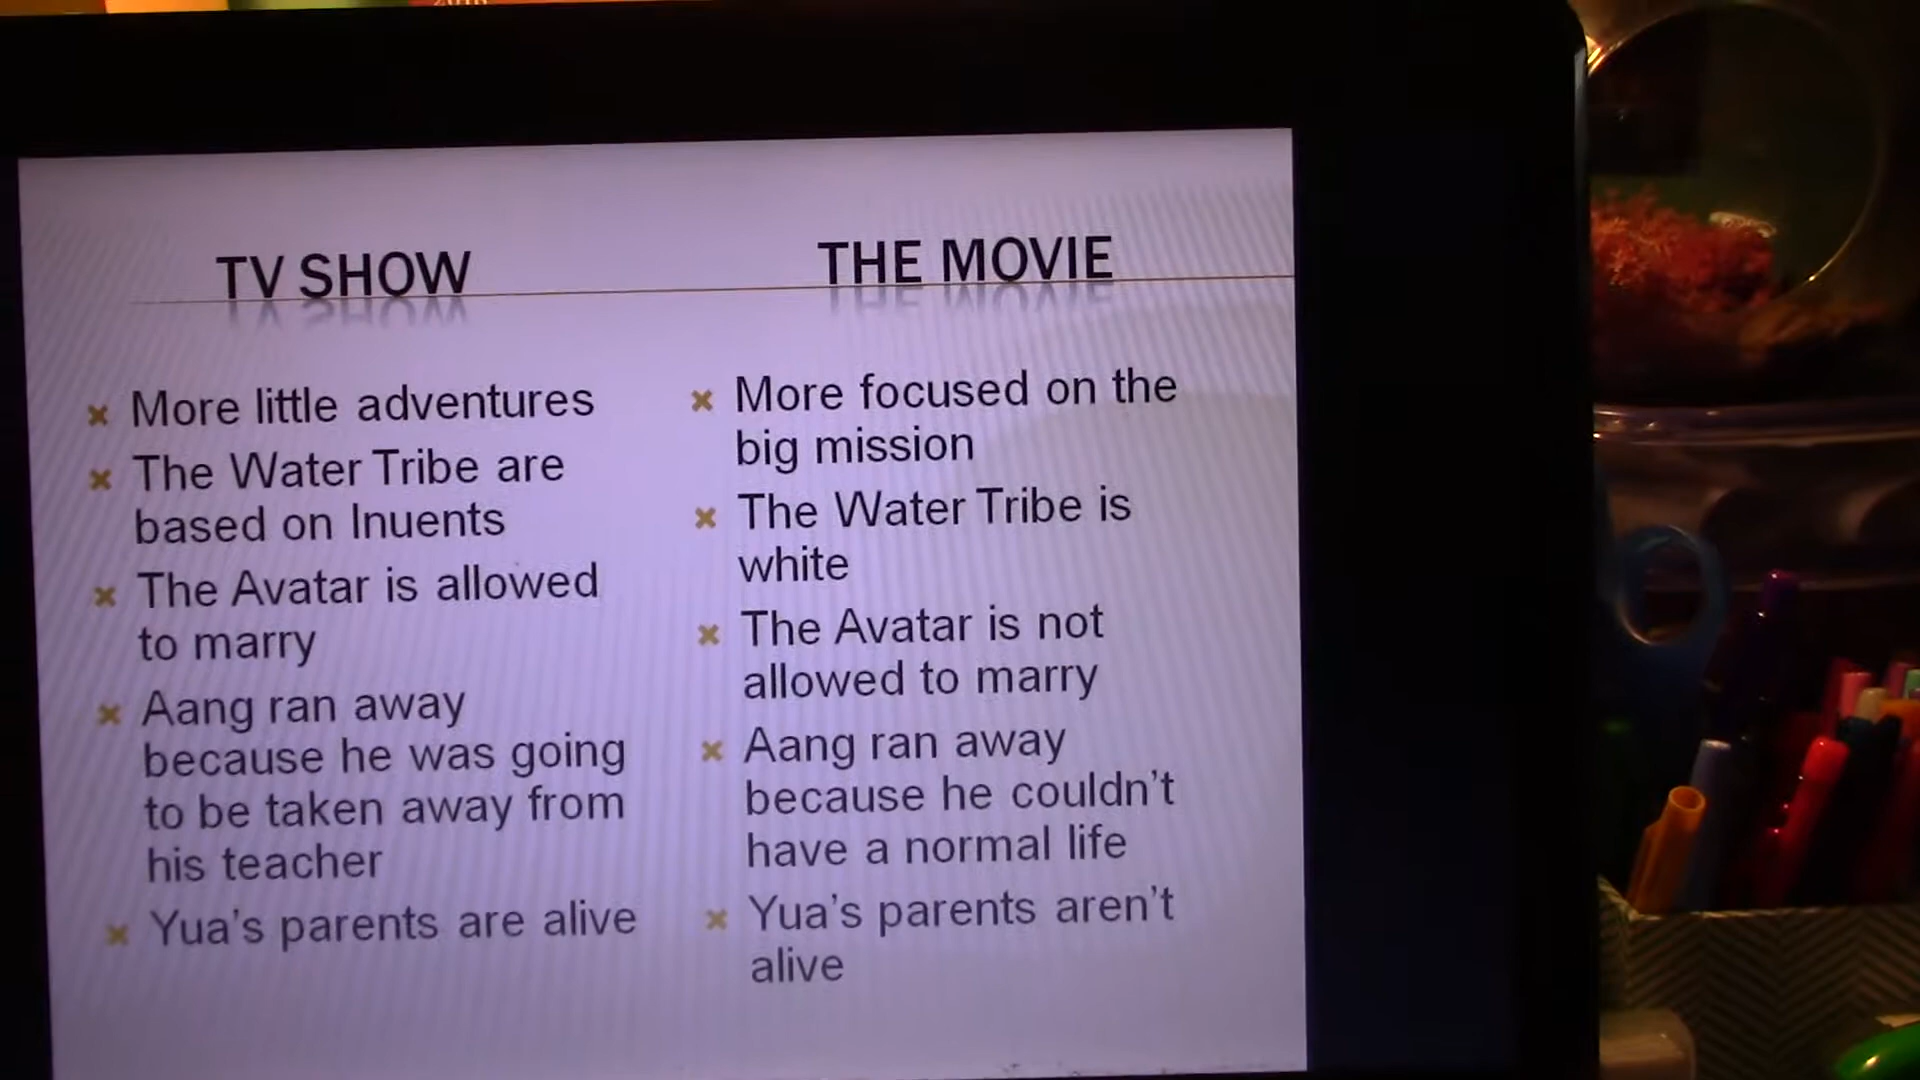 TV SHOW
More little adventures
The Water Tribe are
based on Inuents
The Avatar is allowed
to marry
Aang ran away
because he was going
to be taken away from
his teacher
Yua's parents are alive
THE MOVIE
More focused on the
big mission
The Water Tribe is
white
The Avatar is not
allowed to marry
Aang ran away
because he couldn't
have a normal life
Yua's parents aren't
alive